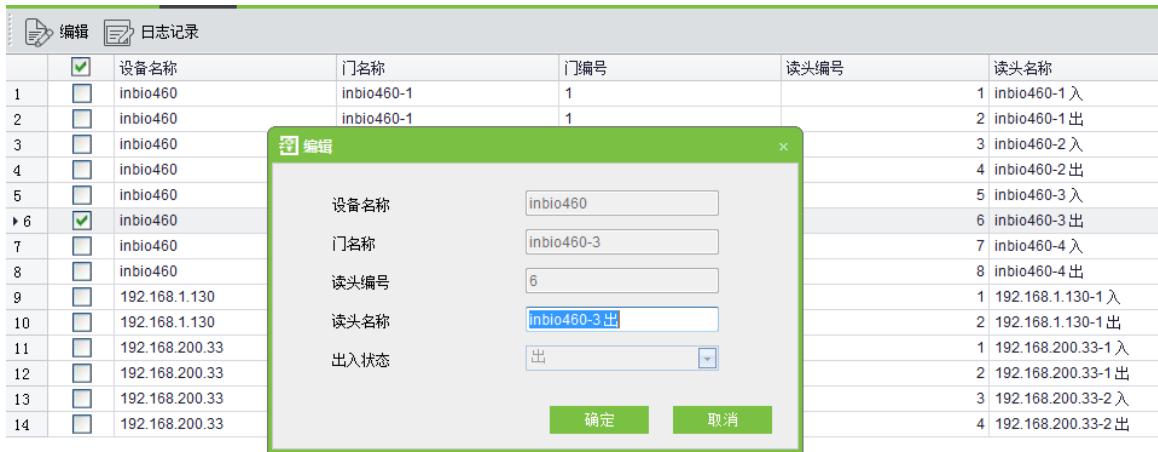 编辑 日志记录
设备名称 门名称 门编号 读头编号 读头名称
1 inbio460 inbio460-1 1 1 inbio460-1入
2 inbio460 inbio460-1 1 2 inbio460-1出
3 inbio460 3 inbio460-2入
4 inbio460 4 inbio460-2出
5 inbio460 5 inbio460-3入
6 inbio460 6 inbio460-3出
7 inbio460 7 inbio460-4入
8 inbio460 8 inbio460-4出
9 192.168.1.130 1 192.168.1.130-1入
10 192.168.1.130 2 192.168.1.130-1出
11 192.168.200.33 1 192.168.200.33-1入
12 192.168.200.33 2 192.168.200.33-1出
13 192.168.200.33 3 192.168.200.33-2入
14 192.168.200.33 4 192.168.200.33-2出
编辑 ×
设备名称 inbio460
门名称 inbio460-3
读头编号 6
读头名称 inbio460-3出
出入状态 出
确定 取消